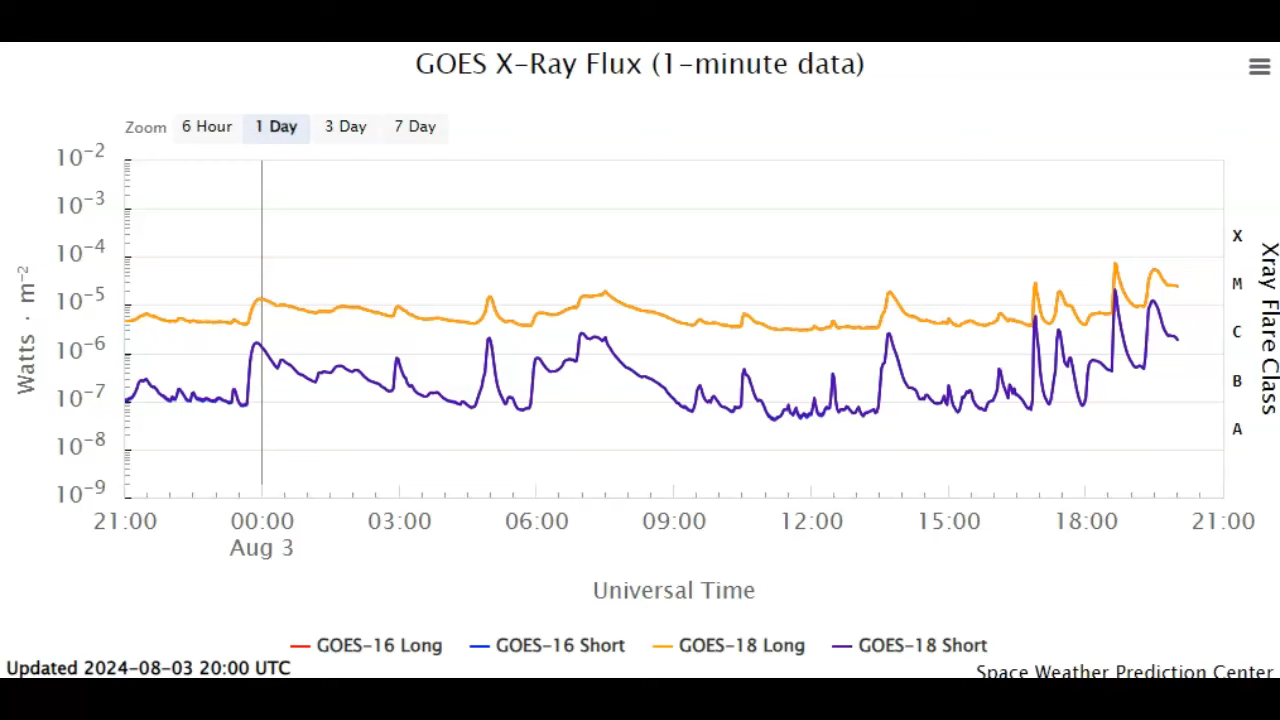 GOES X-Ray Flux (1-minute data)
Zoom 6 Hour 1 Day 3 Day 7 Day
10⁻²
10⁻³
10⁻⁴
10⁻⁵
10⁻⁶
10⁻⁷
10⁻⁸
10⁻⁹
Watts · m⁻²
X
M
C
B
A
Xray Flare Class
21:00 00:00 03:00 06:00 09:00 12:00 15:00 18:00 21:00
Aug 3
Universal Time
GOES-16 Long GOES-16 Short GOES-18 Long GOES-18 Short
Updated 2024-08-03 20:00 UTC
Space Weather Prediction Center